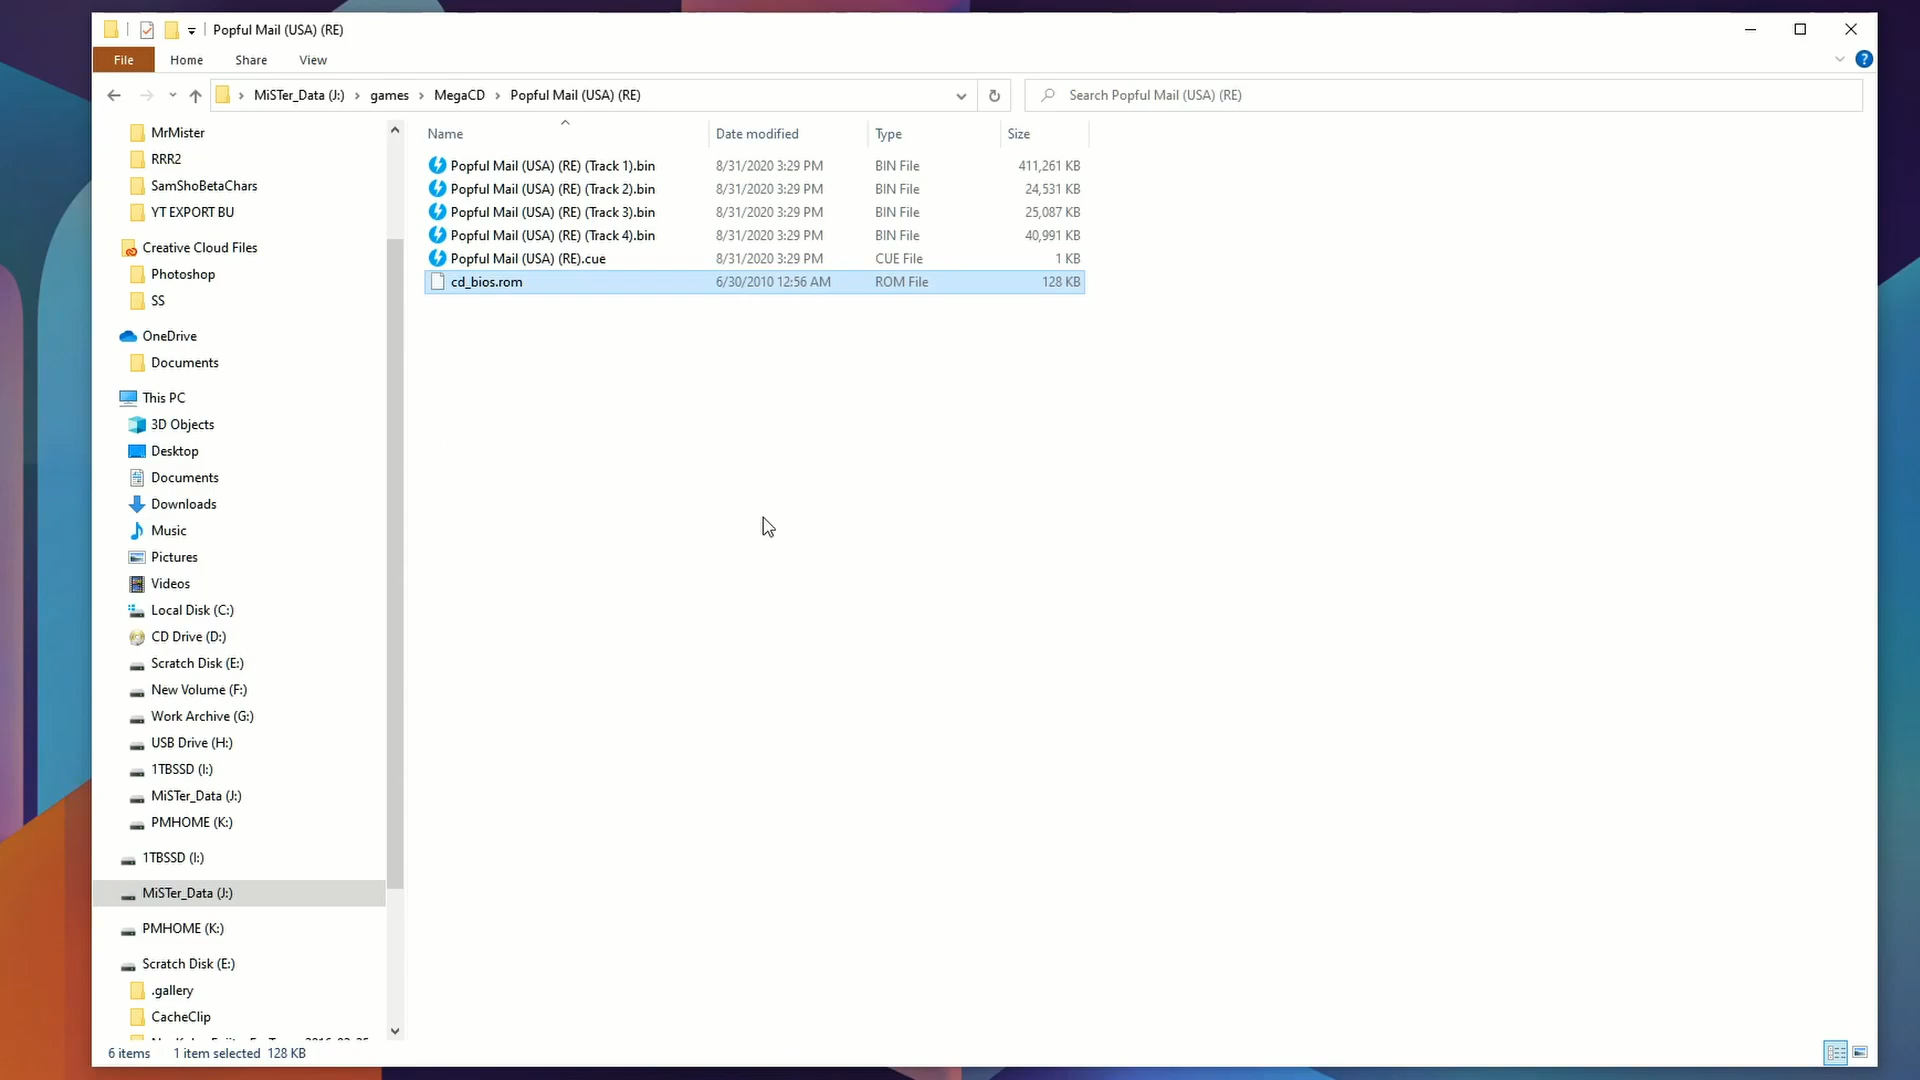 Popful Mail (USA) (RE)
File Home Share View
MiSTer_Data (J:) games MegaCD Popful Mail (USA) (RE) Search Popful Mail (USA) (RE)
Name Date modified Type Size
Popful Mail (USA) (RE) (Track 1).bin 8/31/2020 3:29 PM BIN File 411,261 KB
Popful Mail (USA) (RE) (Track 2).bin 8/31/2020 3:29 PM BIN File 24,531 KB
Popful Mail (USA) (RE) (Track 3).bin 8/31/2020 3:29 PM BIN File 25,087 KB
Popful Mail (USA) (RE) (Track 4).bin 8/31/2020 3:29 PM BIN File 40,991 KB
Popful Mail (USA) (RE).cue 8/31/2020 3:29 PM CUE File 1 KB
cd_bios.rom 6/30/2010 12:56 AM ROM File 128 KB
MrMister
RRR2
SamShoBetaChars
YT EXPORT BU
Creative Cloud Files
Photoshop
SS
OneDrive
Documents
This PC
3D Objects
Desktop
Documents
Downloads
Music
Pictures
Videos
Local Disk (C:)
CD Drive (D:)
Scratch Disk (E:)
New Volume (F:)
Work Archive (G:)
USB Drive (H:)
1TBSSD (I:)
MiSTer_Data (J:)
PMHOME (K:)
1TBSSD (I:)
MiSTer_Data (J:)
PMHOME (K:)
Scratch Disk (E:)
.gallery
CacheClip
6 items 1 item selected 128 KB